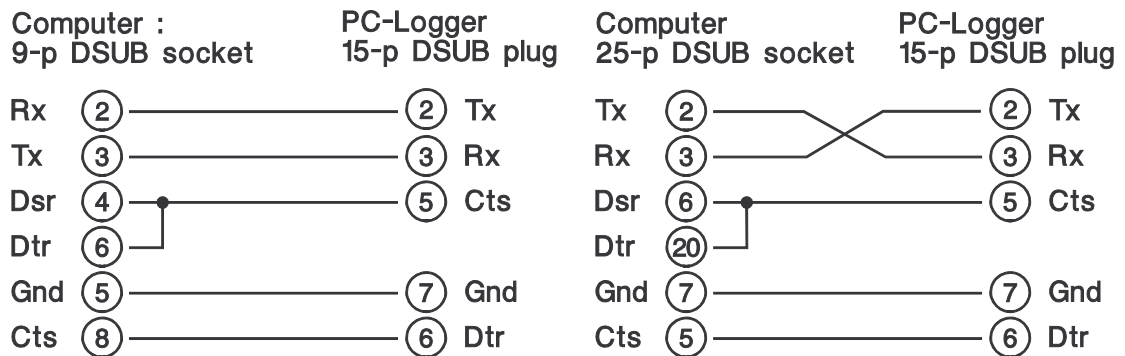 Computer :
9-p DSUB socket
PC-Logger
15-p DSUB plug
Rx 2 2 Tx
Tx 3 3 Rx
Dsr 4 5 Cts
Dtr 6
Gnd 5 7 Gnd
Cts 8 6 Dtr
Computer
25-p DSUB socket
PC-Logger
15-p DSUB plug
Tx 2 2 Tx
Rx 3 3 Rx
Dsr 6 5 Cts
Dtr 20
Gnd 7 7 Gnd
Cts 5 6 Dtr